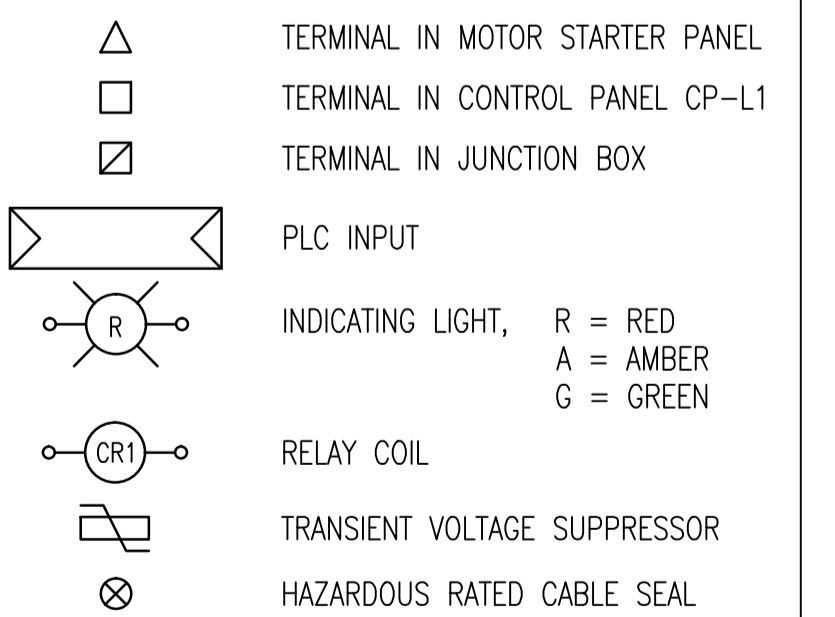 TERMINAL IN MOTOR STARTER PANEL
TERMINAL IN CONTROL PANEL CP-L1
TERMINAL IN JUNCTION BOX
PLC INPUT
R INDICATING LIGHT, R = RED
A = AMBER
G = GREEN
CR1 RELAY COIL
TRANSIENT VOLTAGE SUPPRESSOR
HAZARDOUS RATED CABLE SEAL